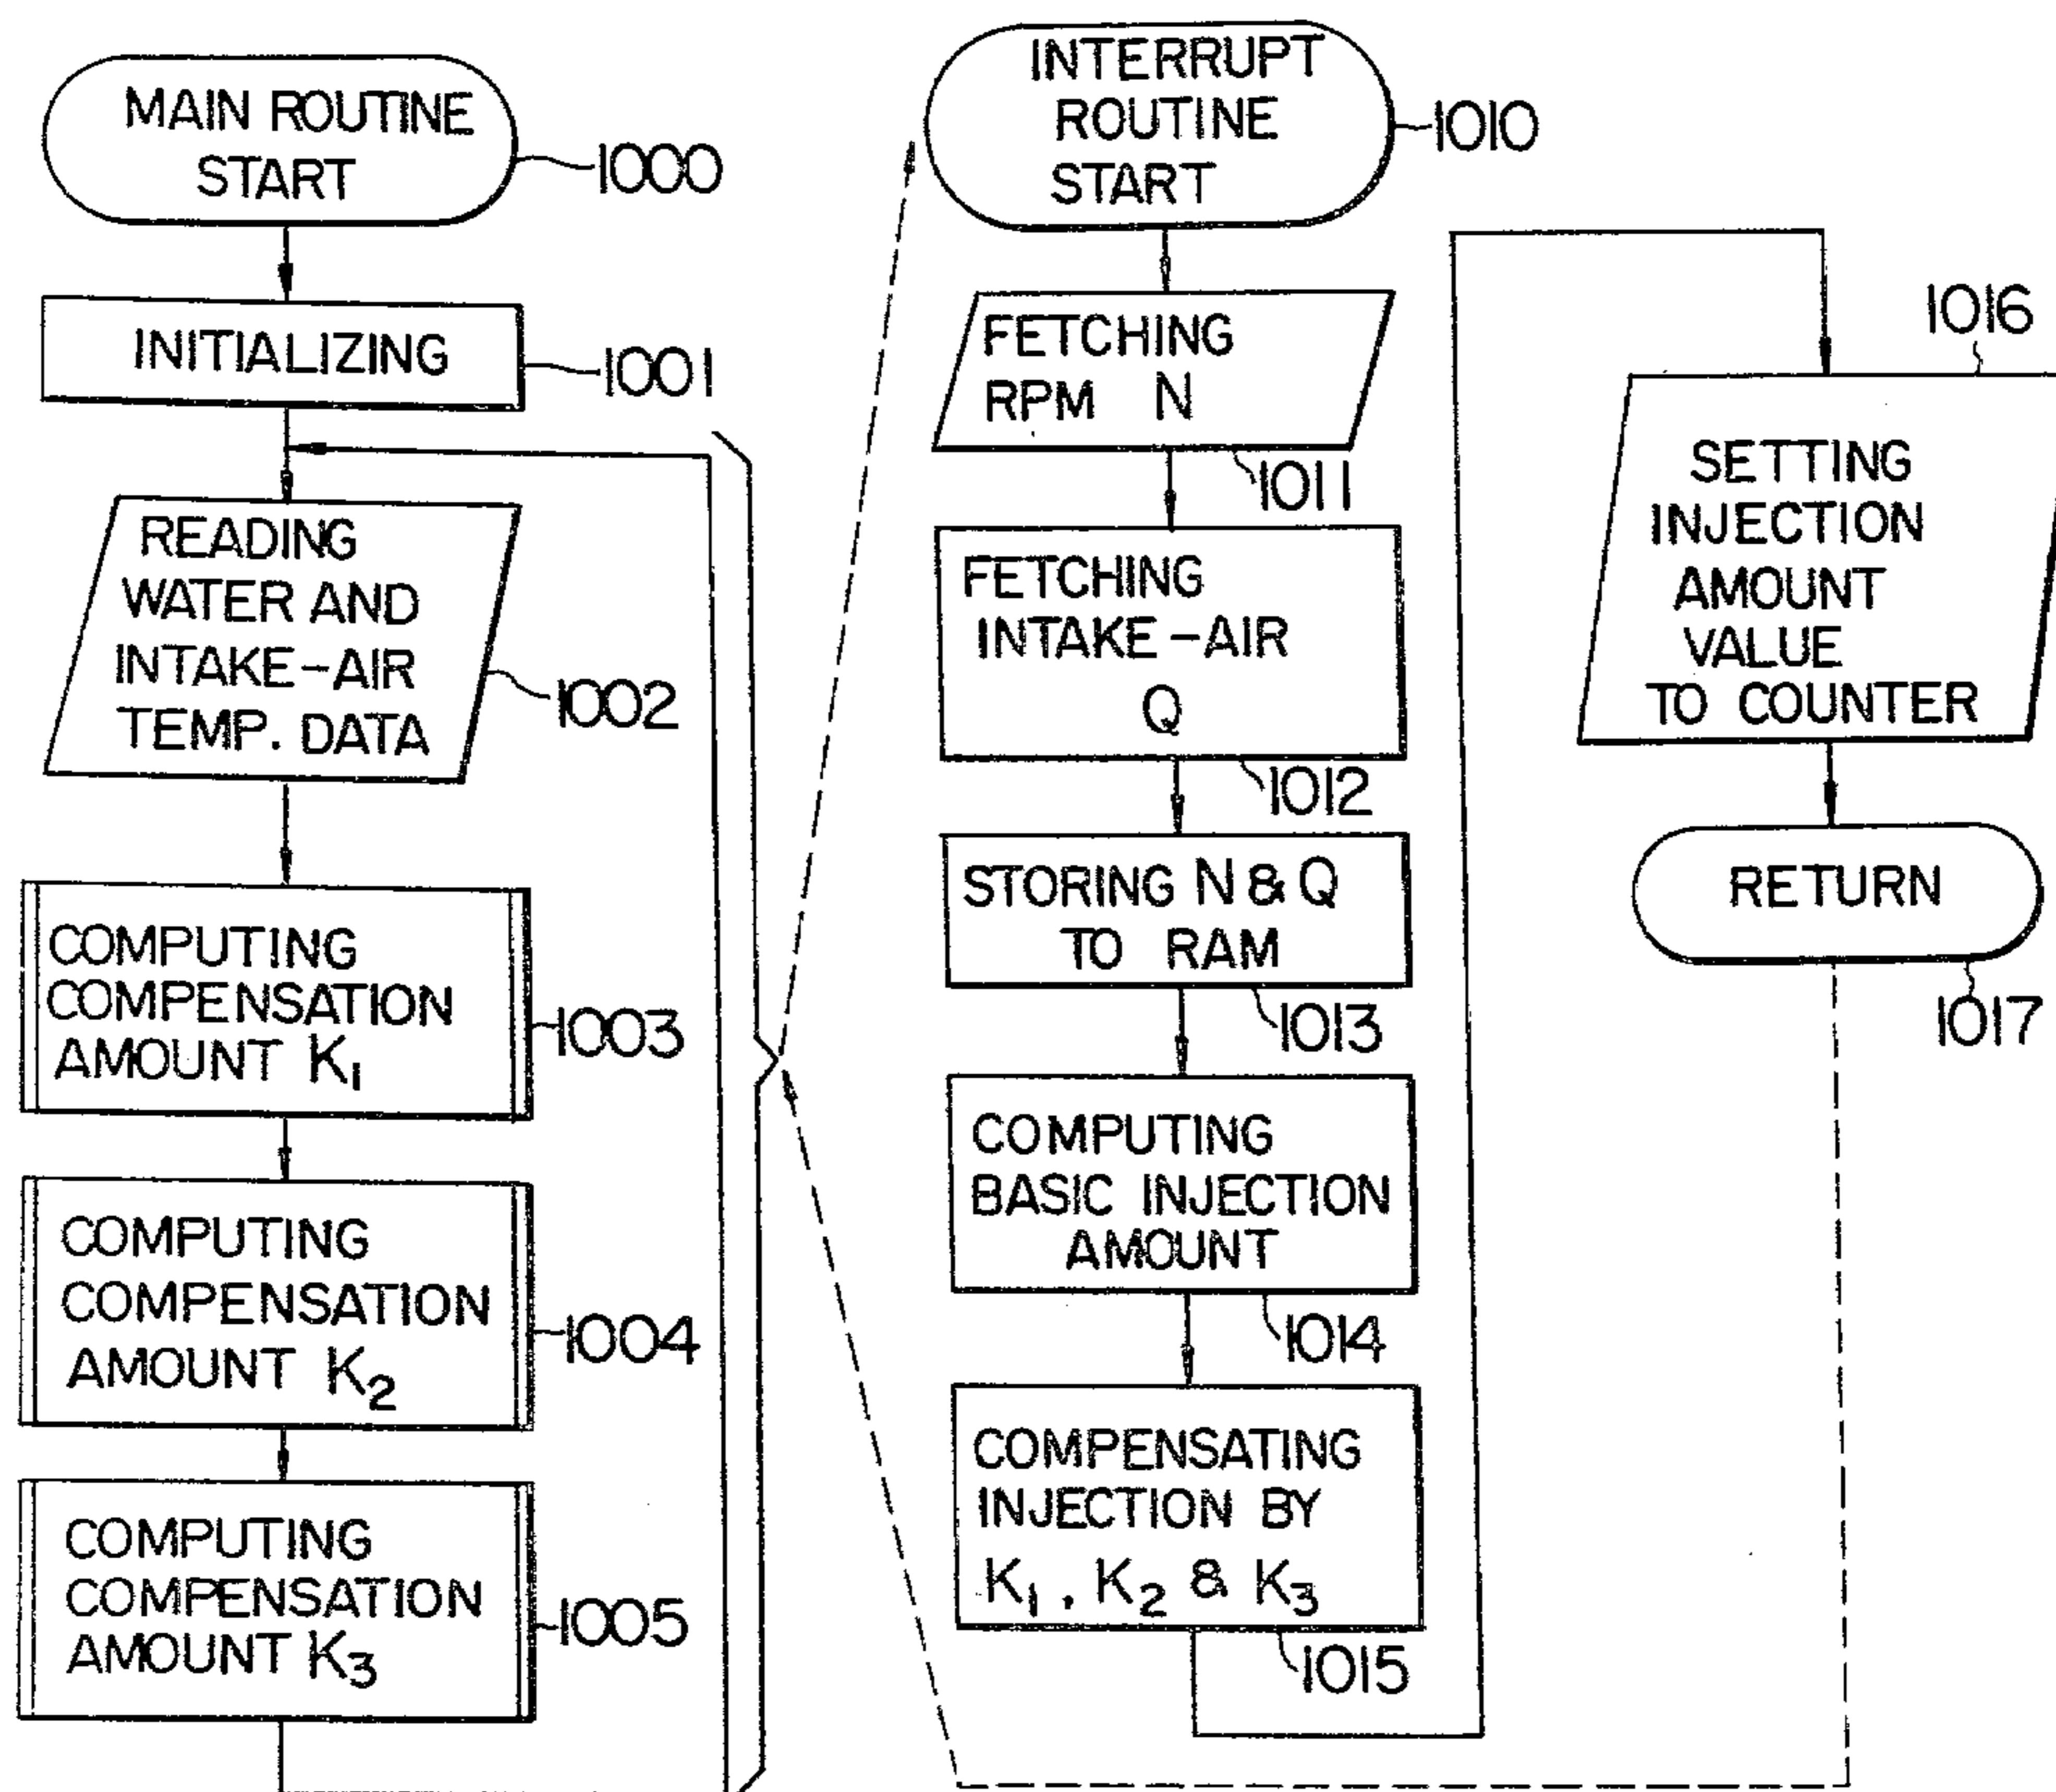 MAIN ROUTINE
START
1000
INITIALIZING
1001
READING
WATER AND
INTAKE-AIR
TEMP. DATA
1002
COMPUTING
COMPENSATION
AMOUNT K₁
1003
COMPUTING
COMPENSATION
AMOUNT K₂
1004
COMPUTING
COMPENSATION
AMOUNT K₃
1005
INTERRUPT
ROUTINE
START
1010
FETCHING
RPM N
1011
FETCHING
INTAKE-AIR
Q
1012
STORING N & Q
TO RAM
1013
COMPUTING
BASIC INJECTION
AMOUNT
1014
COMPENSATING
INJECTION BY
K₁, K₂ & K₃
1015
1016
SETTING
INJECTION
AMOUNT
VALUE
TO COUNTER
RETURN
1017